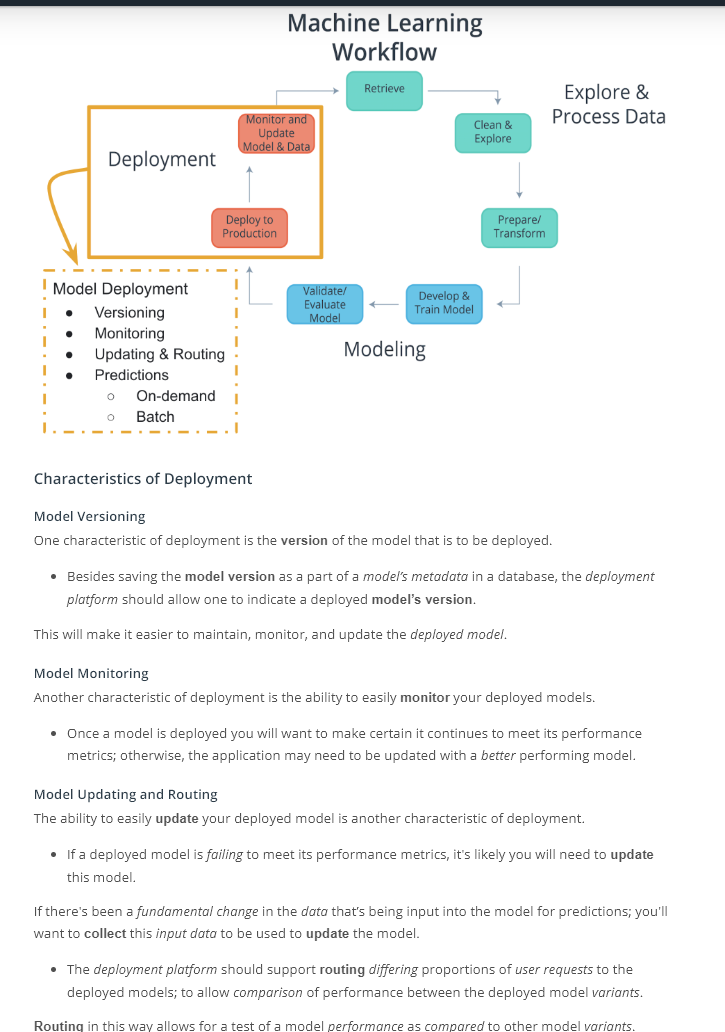 Machine Learning
Workflow
Retrieve
Explore &
Process Data
Clean &
Explore
Monitor and
Update
Model & Data
Deployment
Deploy to
Production
Prepare/
Transform
Validate/
Evaluate
Model
Develop &
Train Model
Modeling
Model Deployment
● Versioning
● Monitoring
● Updating & Routing
● Predictions
○ On-demand
○ Batch
Characteristics of Deployment
Model Versioning
One characteristic of deployment is the version of the model that is to be deployed.
• Besides saving the model version as a part of a model's metadata in a database, the deployment
platform should allow one to indicate a deployed model's version.
This will make it easier to maintain, monitor, and update the deployed model.
Model Monitoring
Another characteristic of deployment is the ability to easily monitor your deployed models.
• Once a model is deployed you will want to make certain it continues to meet its performance
metrics; otherwise, the application may need to be updated with a better performing model.
Model Updating and Routing
The ability to easily update your deployed model is another characteristic of deployment.
• If a deployed model is failing to meet its performance metrics, it's likely you will need to update
this model.
If there's been a fundamental change in the data that's being input into the model for predictions; you'll
want to collect this input data to be used to update the model.
• The deployment platform should support routing differing proportions of user requests to the
deployed models; to allow comparison of performance between the deployed model variants.
Routing in this way allows for a test of a model performance as compared to other model variants.